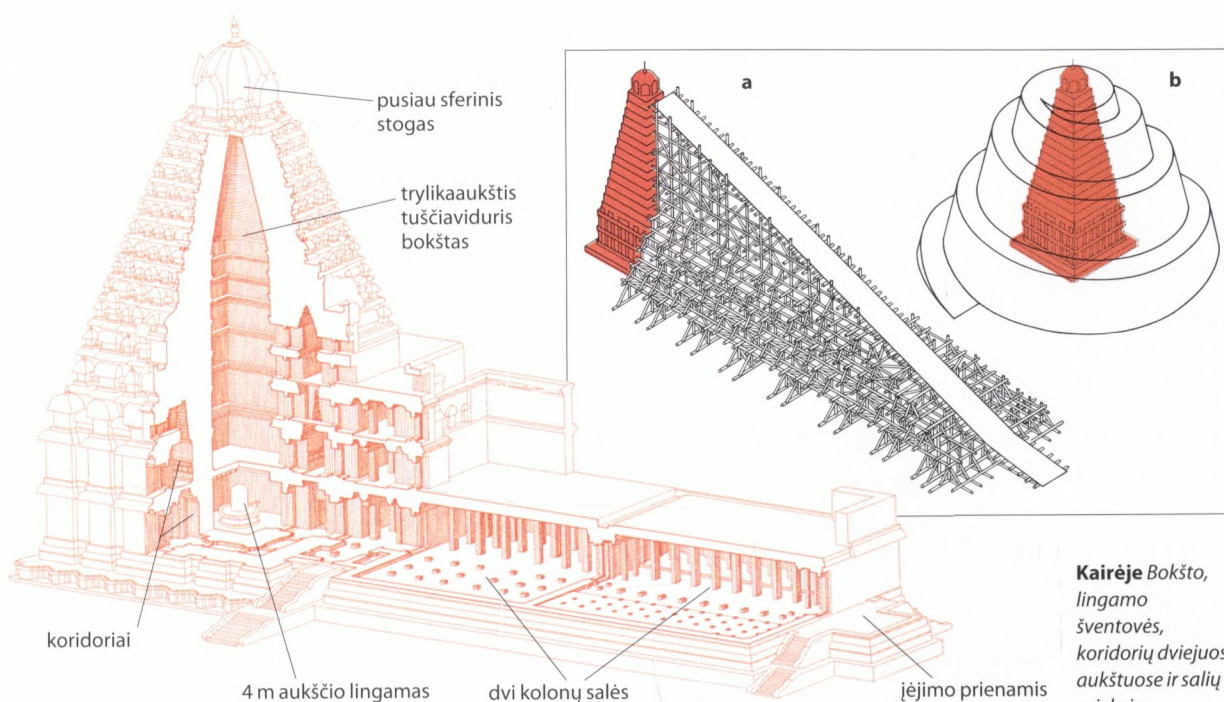 pusiau sferinis
stogas
trylikaaukštis
tuščiaviduris
bokštas
koridoriai
4 m aukščio lingamas
dvi kolonų salės
įėjimo prienamis
a
b
Kairėje Bokšto,
lingamo
šventovės,
koridorių
aukštuose ir salių